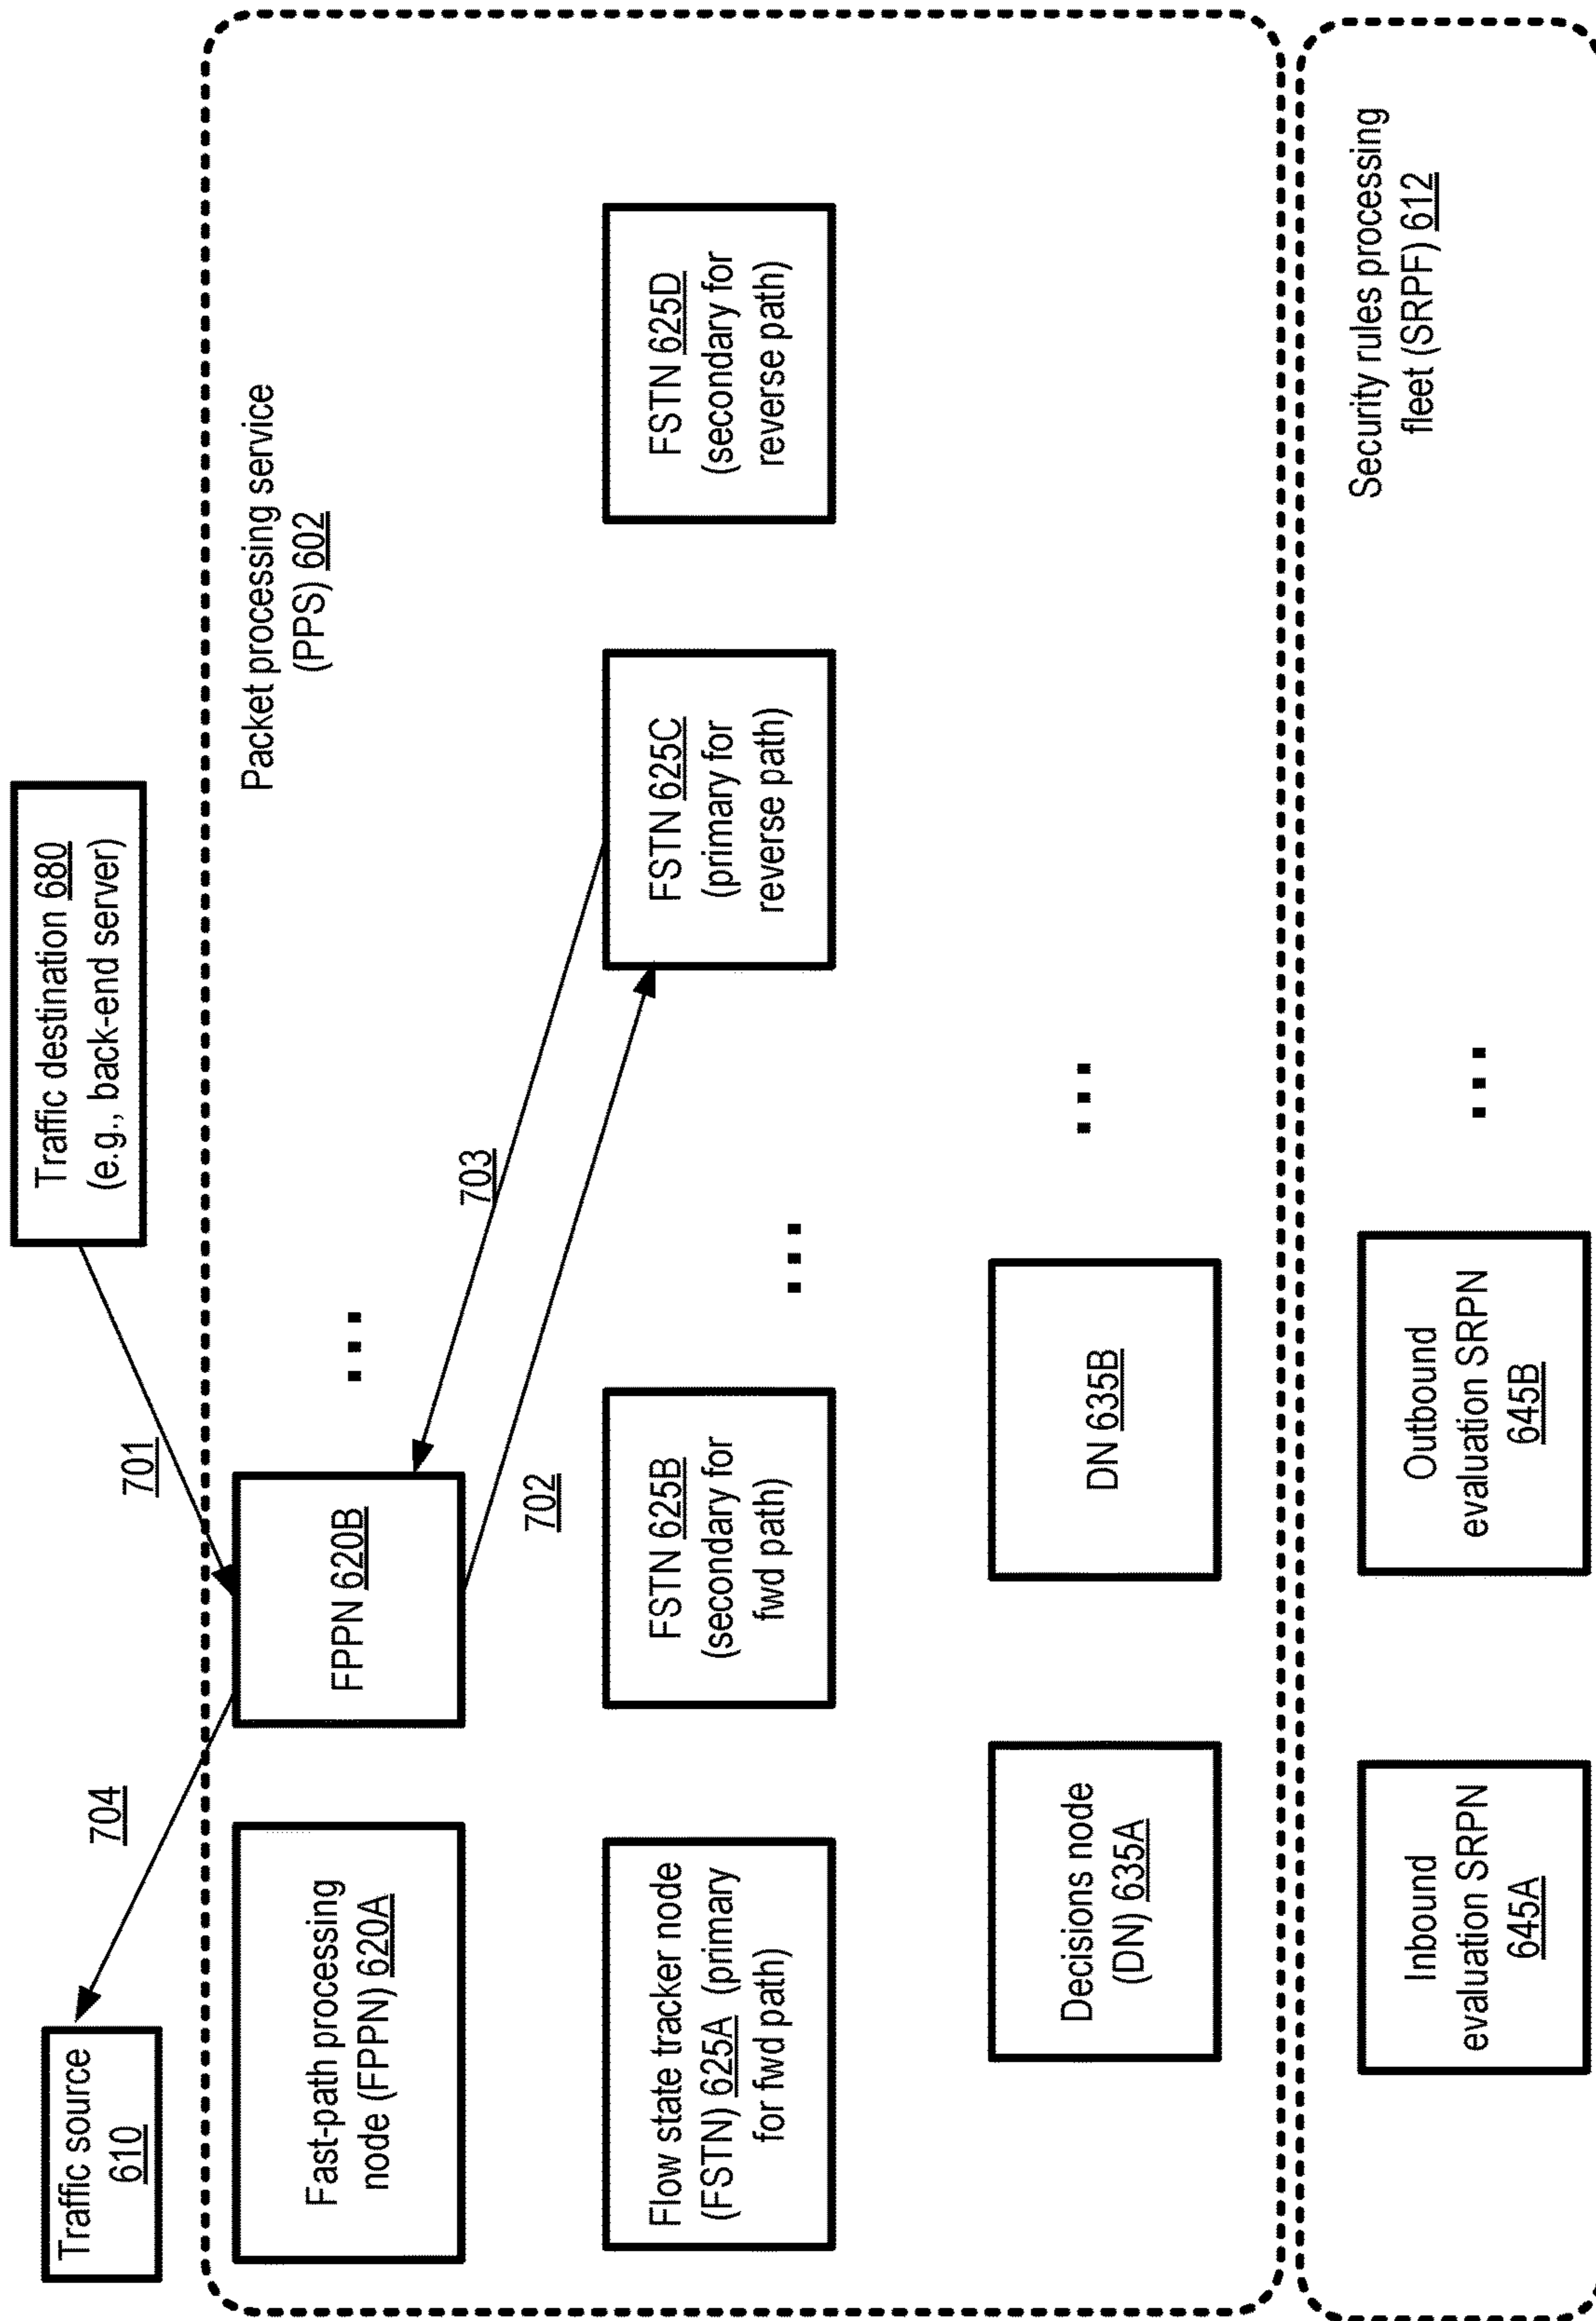 Traffic source
610
704
701
Traffic destination 680
(e.g., back-end server)
Packet processing service
(PPS) 602
Fast-path processing
node (FPPN) 620A
FPPN 620B
...
702
703
Flow state tracker node
(FSTN) 625A (primary
for fwd path)
FSTN 625B
(secondary for
fwd path)
...
FSTN 625C
(primary for
reverse path)
FSTN 625D
(secondary for
reverse path)
Decisions node
(DN) 635A
DN 635B
...
Security rules processing
fleet (SRPF) 612
Inbound
evaluation SRPN
645A
Outbound
evaluation SRPN
645B
...